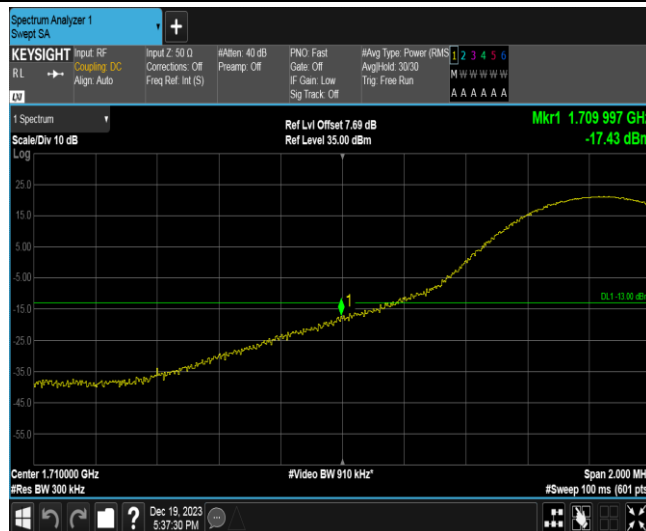 Spectrum Analyzer 1
Swept SA
KEYSIGHT
RL
LXI
Input: RF
Coupling: DC
Align: Auto
Input Z: 50 Ω
Corrections: Off
Freq Ref: Int (S)
#Atten: 40 dB
Preamp: Off
PNO: Fast
Gate: Off
IF Gain: Low
Sig Track: Off
#Avg Type: Power (RMS
Avg|Hold: 30/30
Trig: Free Run
1 2 3 4 5 6
M W W W W W
A A A A A A
1 Spectrum
Scale/Div 10 dB
Ref Lvl Offset 7.69 dB
Ref Level 35.00 dBm
Mkr1 1.709 997 GHz
-17.43 dBm
Log
25.0
15.0
5.00
-5.00
-15.0
-25.0
-35.0
-45.0
-55.0
1
DL1 -13.00 dBm
Center 1.710000 GHz
#Res BW 300 kHz
#Video BW 910 kHz*
Span 2.000 MH
#Sweep 100 ms (601 pts
?
Dec 19, 2023
5:37:30 PM